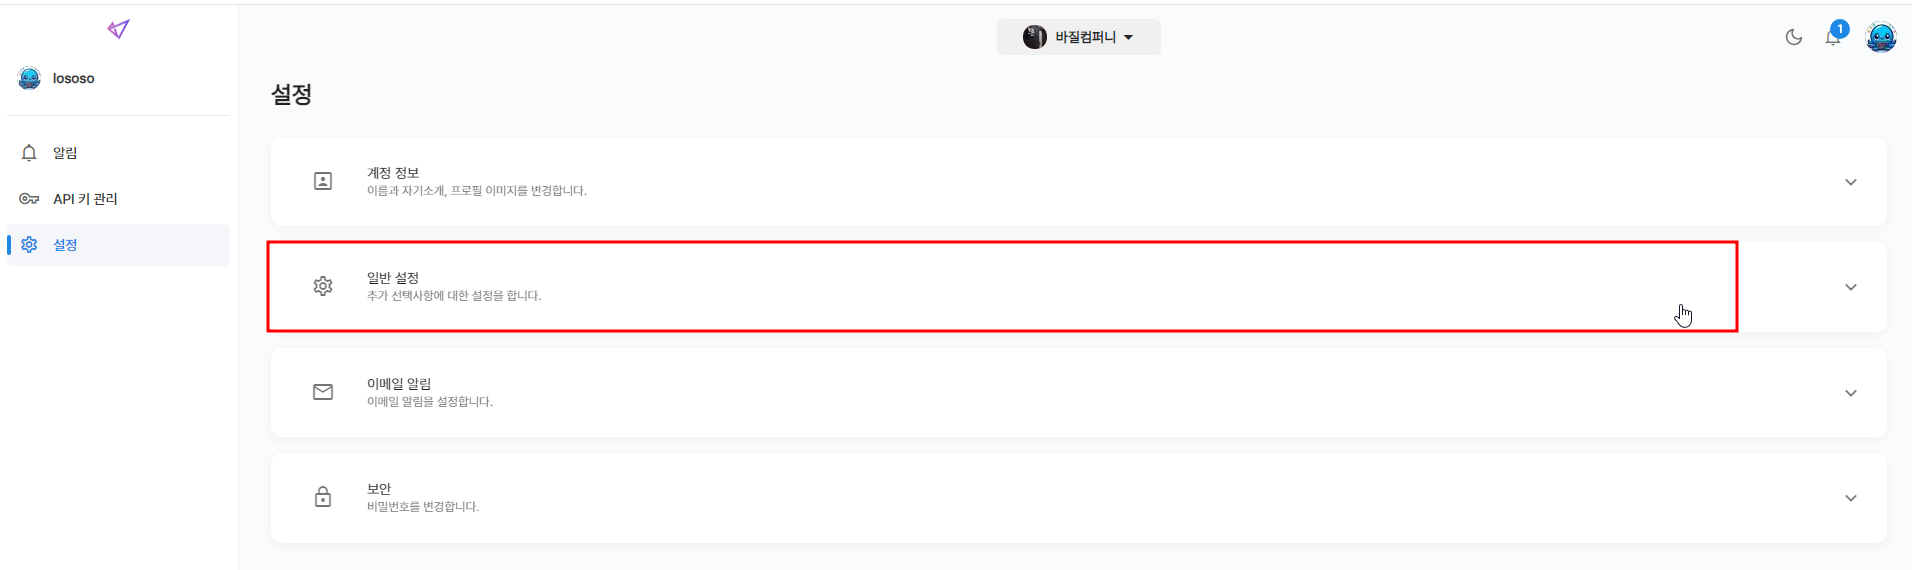 바질컴퍼니
1
lososo
알림
API 키 관리
설정
설정
계정 정보
이름과 자기소개, 프로필 이미지를 변경합니다.
일반 설정
추가 선택사항에 대한 설정을 합니다.
이메일 알림
이메일 알림을 설정합니다.
보안
비밀번호를 변경합니다.